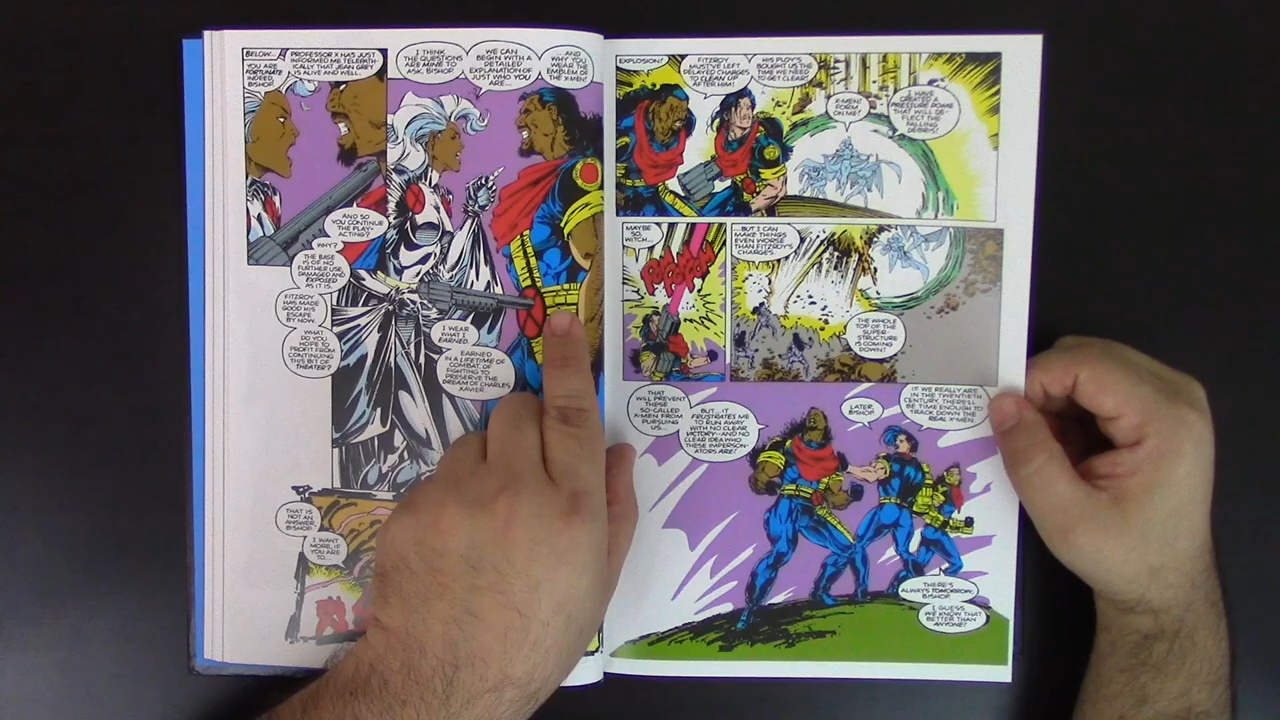 BELOW...
YOU ARE
FORTUNATE
INDEED,
BISHOP.
PROFESSOR X HAS JUST
INFORMED ME TELEPATH-
ICALLY THAT JEAN GREY
IS ALIVE AND WELL.
I THINK
THE QUESTIONS
ARE MINE TO
ASK, BISHOP.
WE CAN
BEGIN WITH A
DETAILED
EXPLANATION OF
JUST WHO YOU
ARE...
...AND
WHY YOU
WEAR THE
EMBLEM OF
THE X-MEN!
AND SO
YOU CONTINUE
THE PLAY-
ACTING?
WHY?
THE BASE
IS OF NO
FURTHER USE,
DAMAGED AND
EXPOSED
AS IT IS.
FITZROY
HAS MADE
GOOD HIS
ESCAPE
BY NOW.
WHAT
DO YOU
HOPE TO
PROFIT FROM
CONTINUING
THIS BIT OF
THEATER?
I WEAR
WHAT I
EARNED.
EARNED
IN A LIFETIME OF
COMBAT, OF
FIGHTING TO
PRESERVE THE
DREAM OF CHARLES
XAVIER.
THAT IS
NOT AN
ANSWER,
BISHOP.
I WANT
MORE, IF
YOU ARE
TO...
EXPLOSION!
FITZROY
MUST'VE LEFT
DELAYED CHARGES
TO CLEAN UP
AFTER HIM!
HIS PLOY'S
BOUGHT US THE
TIME WE NEED
TO GET CLEAR!
X-MEN!
FORM
ON ME!
I HAVE
CREATED A
PRESSURE DOME
THAT WILL DE-
FLECT THE
FALLING
DEBRIS!
MAYBE
SO,
WITCH...
...BUT I CAN
MAKE THINGS
EVEN WORSE
THAN FITZROY'S
CHARGES.
THE WHOLE
TOP OF THE
SUPER-
STRUCTURE
IS COMING
DOWN!
THAT
WILL PREVENT
THESE
SO-CALLED
X-MEN FROM
PURSUING
US...
BUT... IT
FRUSTRATES ME
TO RUN AWAY
WITH NO CLEAR
VICTORY--AND NO
CLEAR IDEA WHO
THESE IMPERSON-
ATORS ARE!
LATER,
BISHOP.
IF WE REALLY ARE
IN THE TWENTIETH
CENTURY, THERE'LL
BE TIME ENOUGH TO
TRACK DOWN THE
REAL X-MEN.
THERE'S
ALWAYS TOMORROW,
BISHOP.
I GUESS
WE KNOW THAT
BETTER THAN
ANYONE?